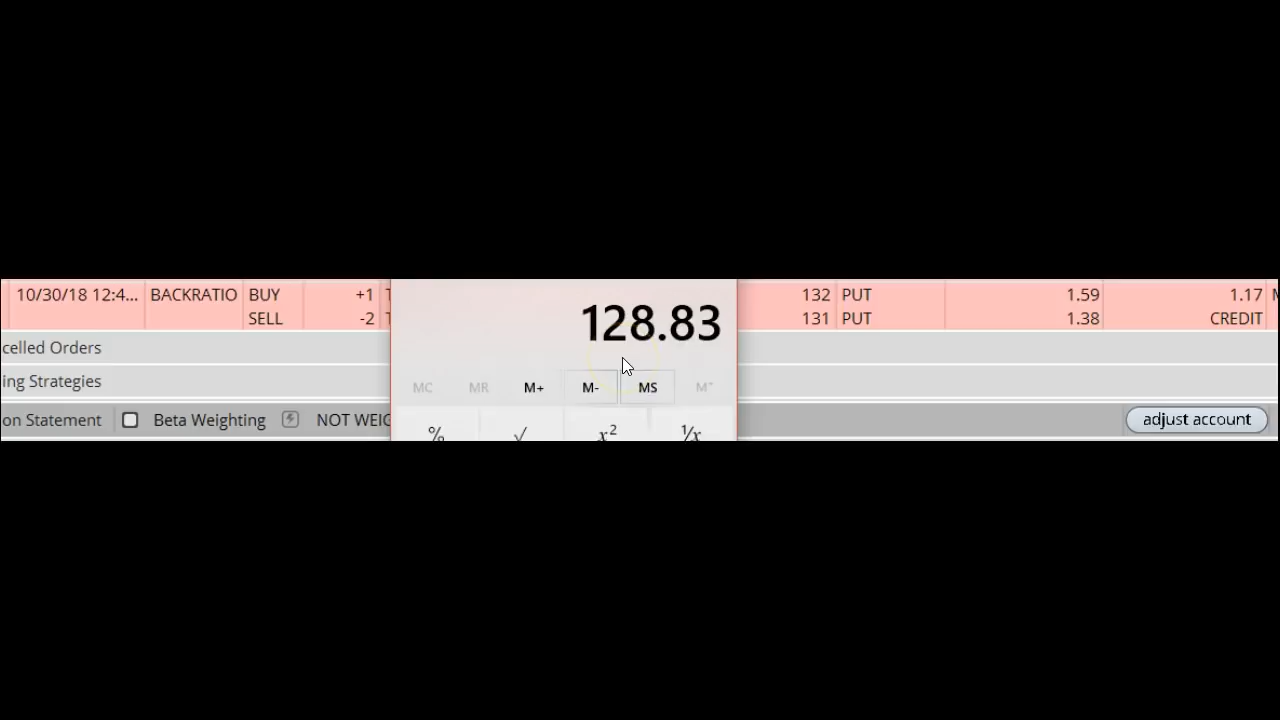 10/30/18 12:4... BACKRATIO BUY +1 132 PUT 1.59 1.17
SELL -2 131 PUT 1.38 CREDIT
128.83
celled Orders
ing Strategies
MC MR M+ M- MS M˅
on Statement Beta Weighting NOT WEIG adjust account
% √ x² ⅟x